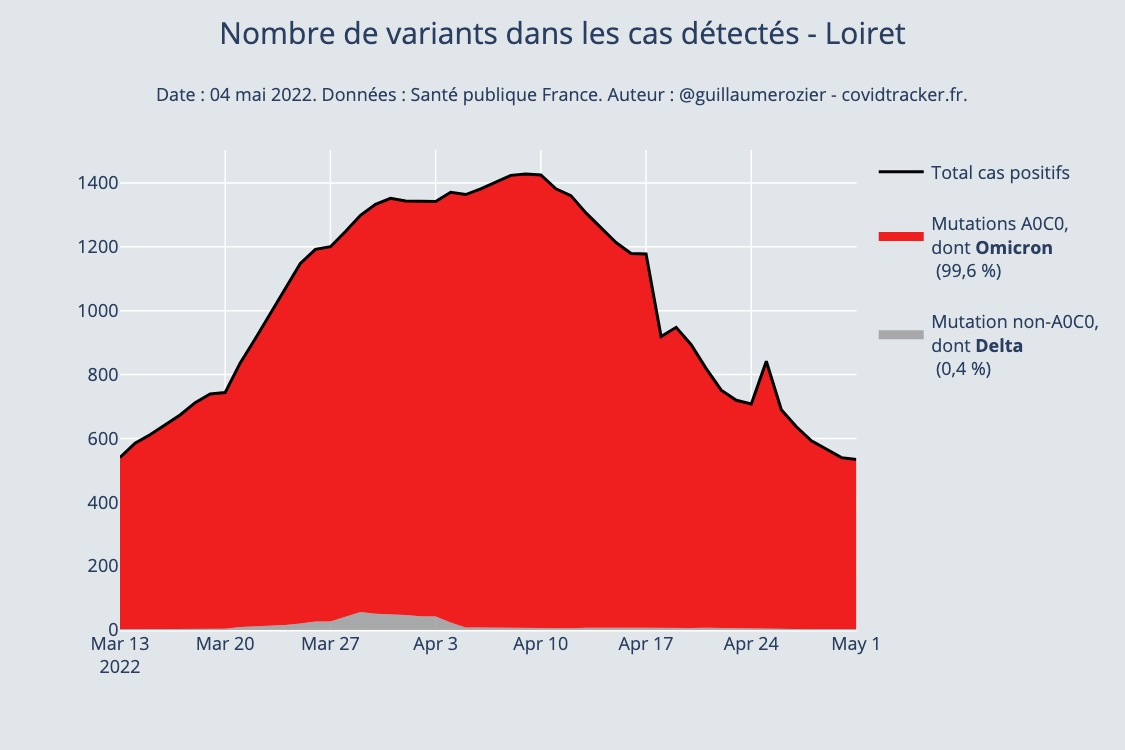 Nombre de variants dans les cas détectés - Loiret
Date : 04 mai 2022. Données : Santé publique France. Auteur : @guillaumerozier - covidtracker.fr.
1400
1200
1000
800
600
400
200
0
Mar 13
2022
Mar 20
Mar 27
Apr 3
Apr 10
Apr 17
Apr 24
May 1
Total cas positifs
Mutations A0C0,
dont Omicron
(99,6 %)
Mutation non-A0C0,
dont Delta
(0,4 %)